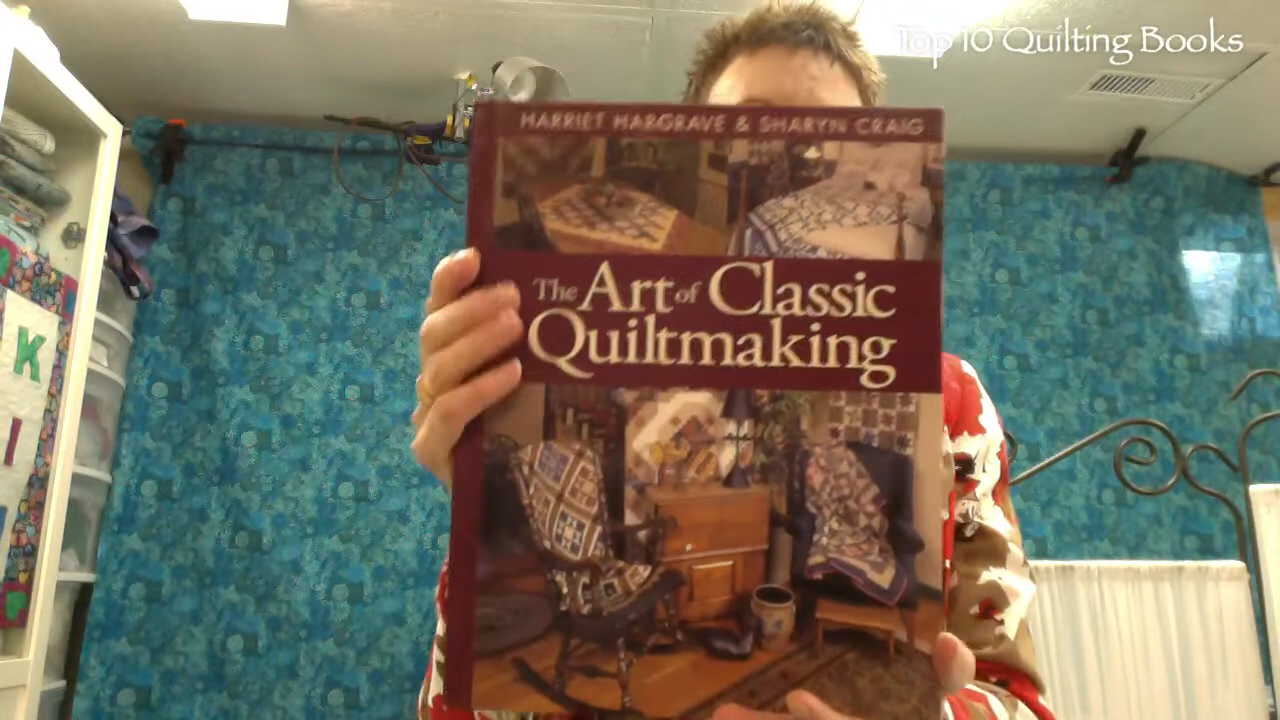 Top 10 Quilting Books
HARRIET HARGRAVE & SHARYN CRAIG
The Art of Classic
Quiltmaking
K
I
P